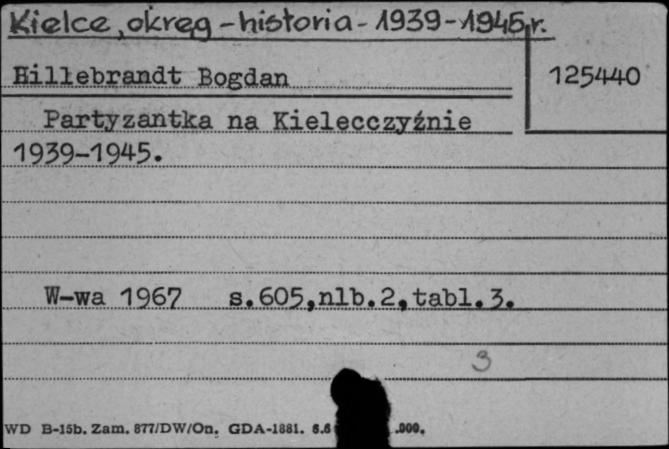 Kielce, okręg - historia - 1939-1945 r.
Hillebrandt Bogdan 125440
Partyzantka na Kielecczyźnie
1939-1945.
W-wa 1967 s.605,nlb.2,tabl.3.
3
WD B-15b. Zam. 877/DW/On. GDA-1881. .000.